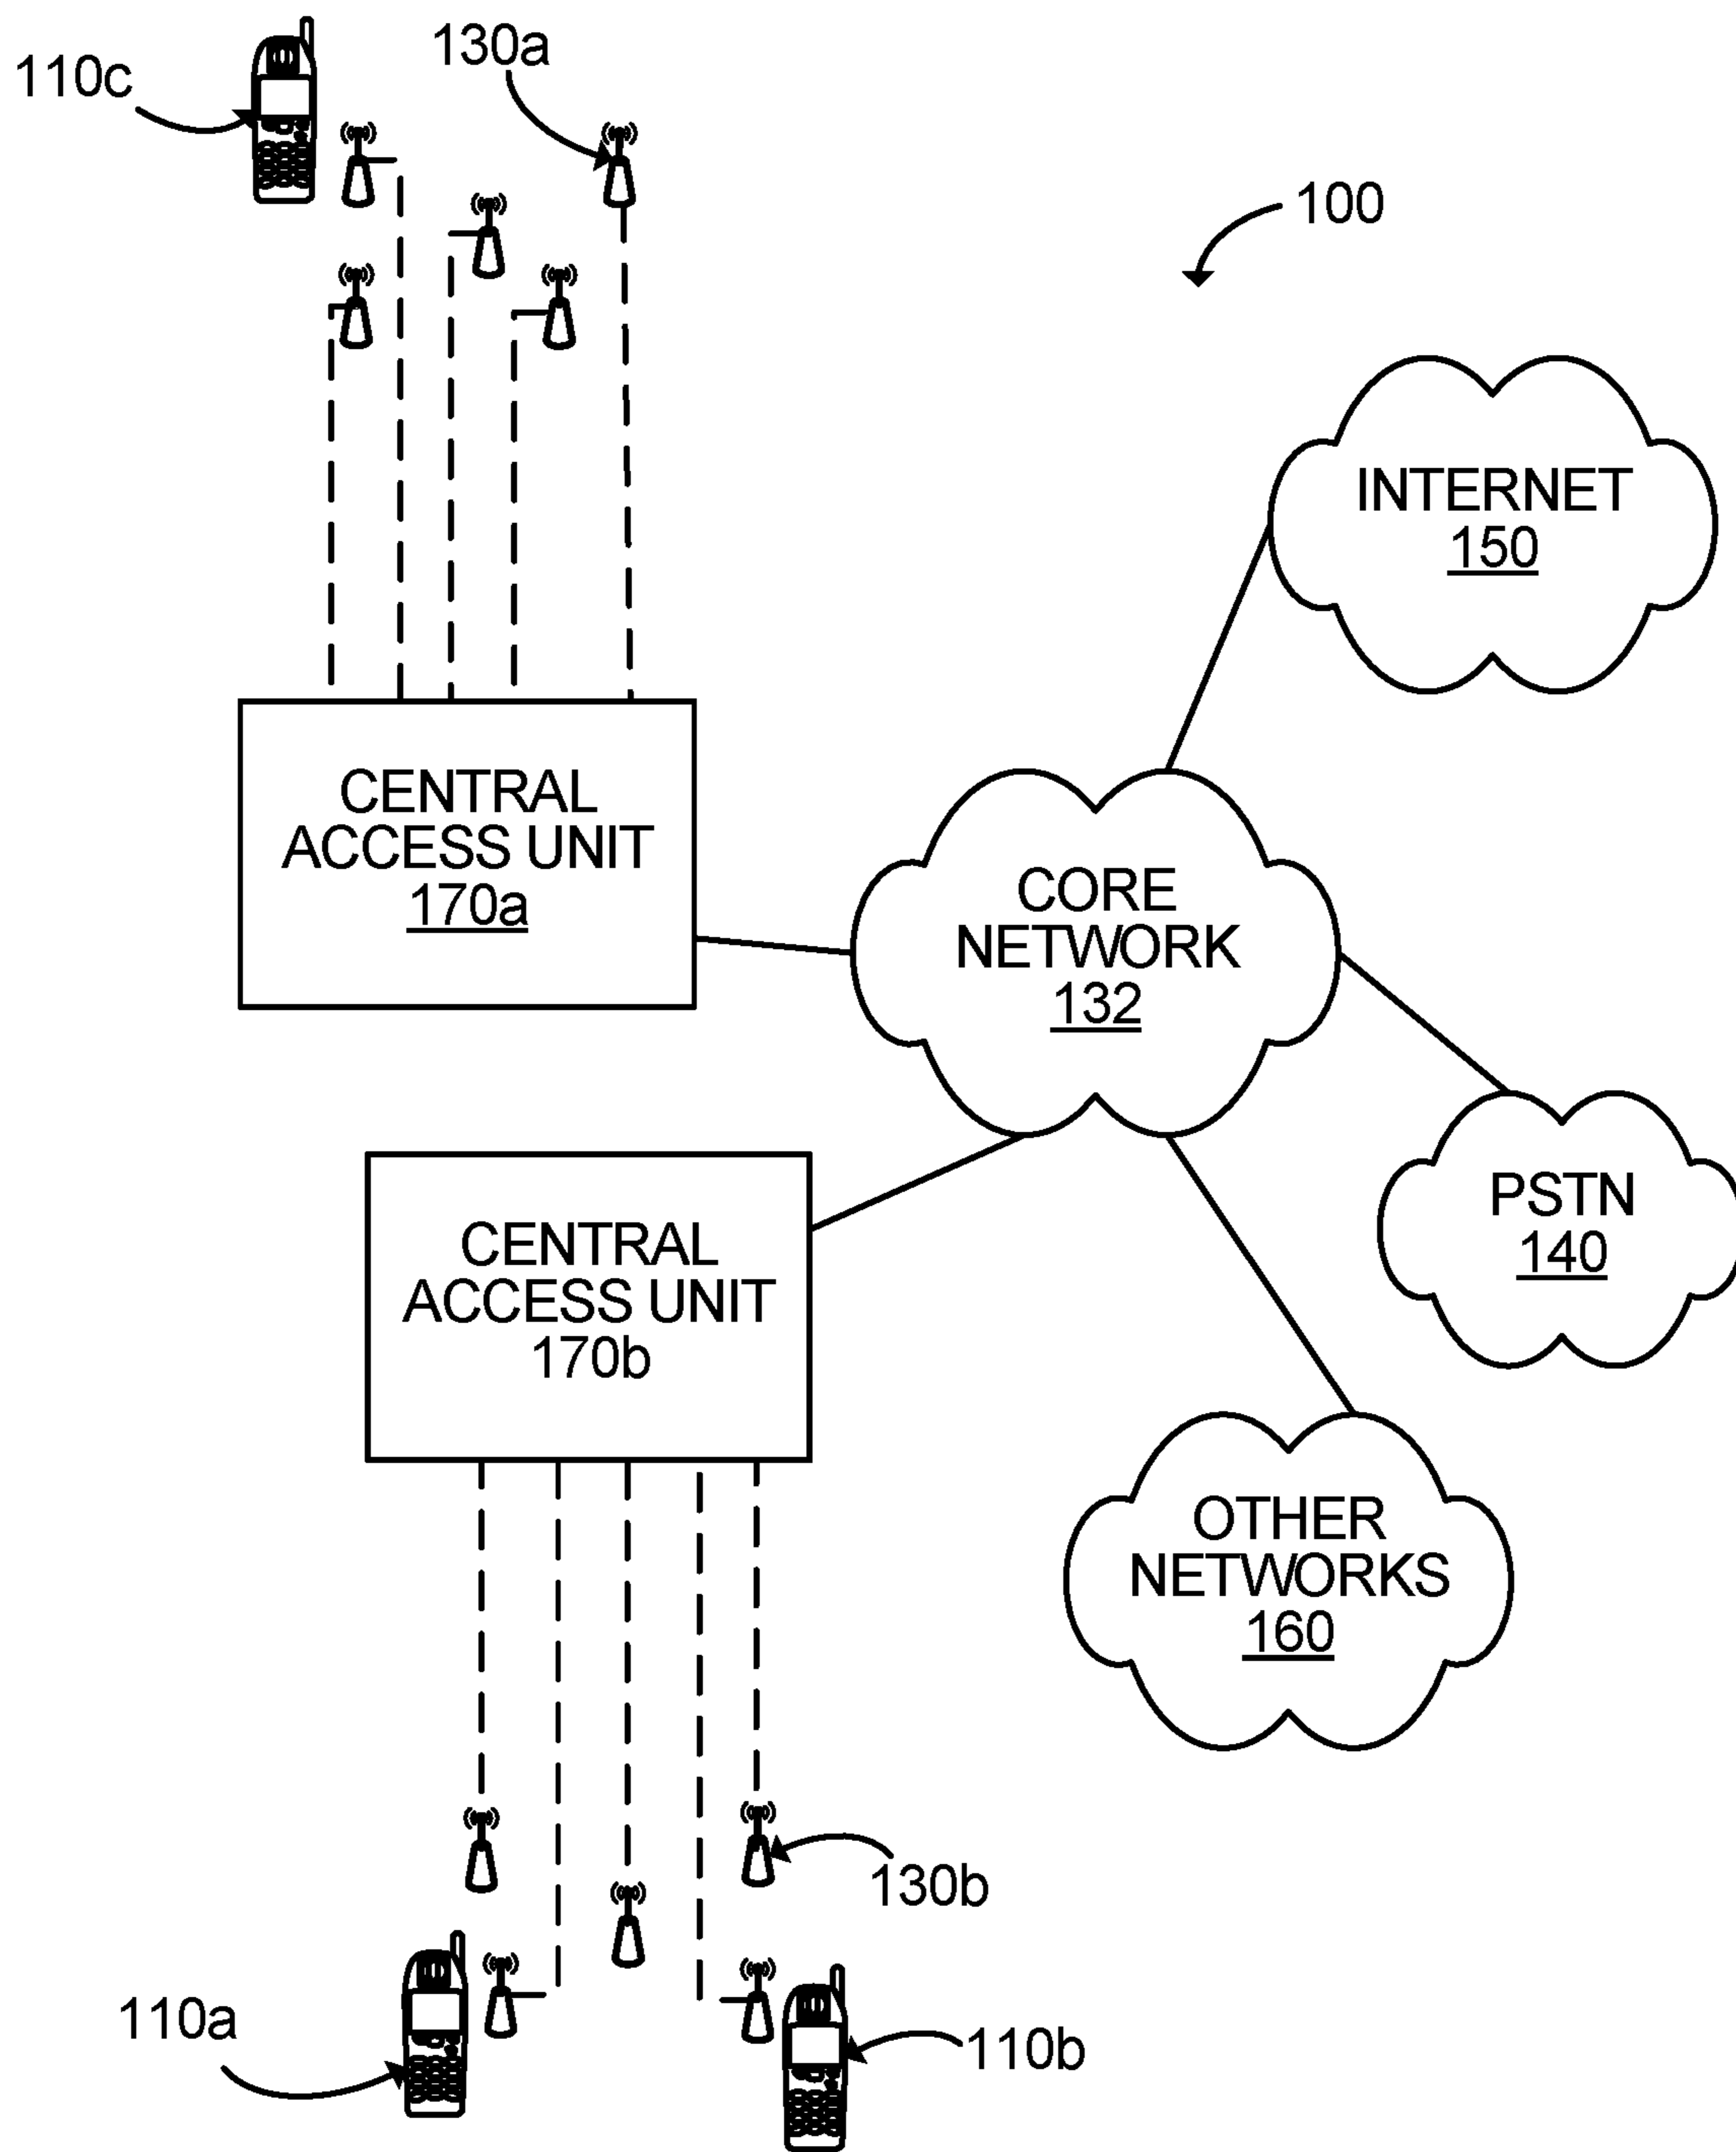 110c
130a
100
INTERNET
150
CENTRAL
ACCESS UNIT
170a
CORE
NETWORK
132
PSTN
140
CENTRAL
ACCESS UNIT
170b
OTHER
NETWORKS
160
130b
110a
110b